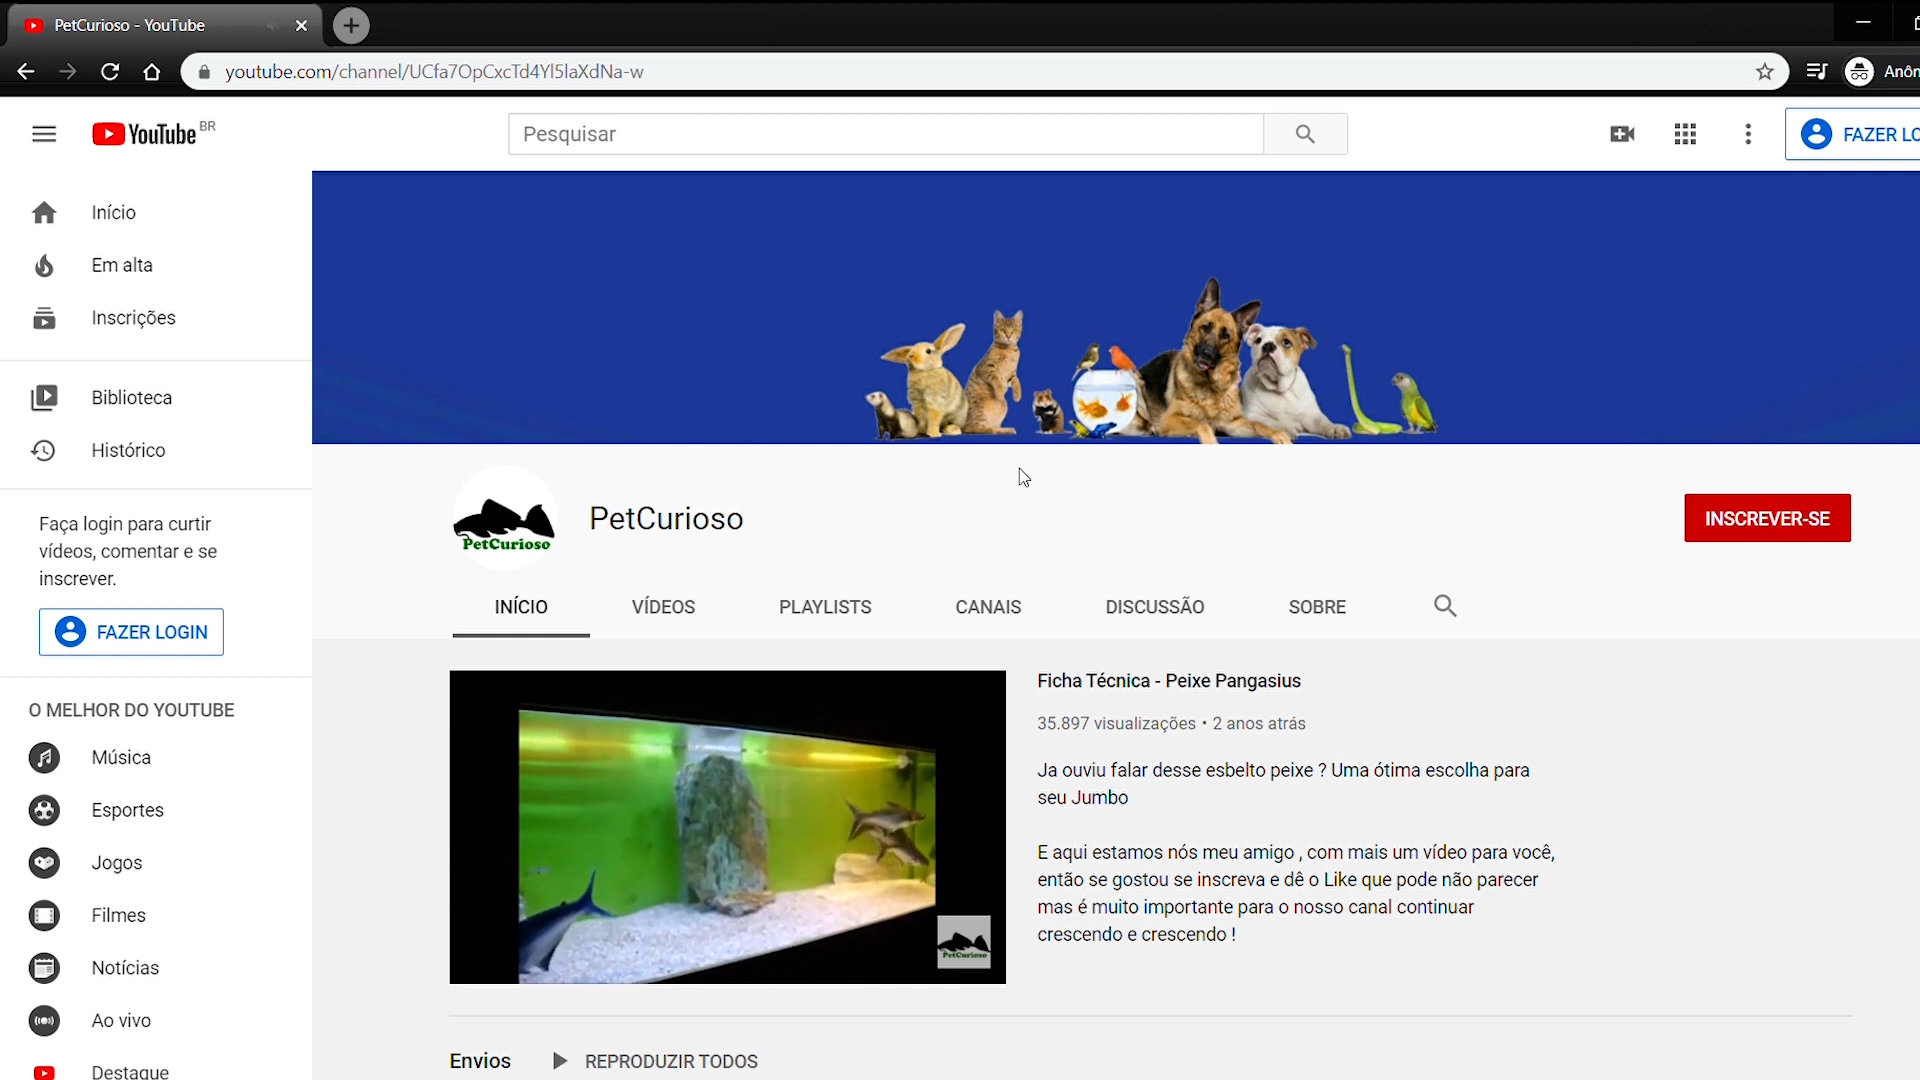 PetCurioso - YouTube
youtube.com/channel/UCfa7OpCxcTd4Yl5laXdNa-w
Anôn
YouTube BR
Pesquisar
FAZER LO
Início
Em alta
Inscrições
Biblioteca
Histórico
Faça login para curtir
vídeos, comentar e se
inscrever.
FAZER LOGIN
O MELHOR DO YOUTUBE
Música
Esportes
Jogos
Filmes
Notícias
Ao vivo
Destaque
PetCurioso
PetCurioso
INSCREVER-SE
INÍCIO
VÍDEOS
PLAYLISTS
CANAIS
DISCUSSÃO
SOBRE
PetCurioso
Ficha Técnica - Peixe Pangasius
35.897 visualizações • 2 anos atrás
Ja ouviu falar desse esbelto peixe ? Uma ótima escolha para
seu Jumbo
E aqui estamos nós meu amigo , com mais um vídeo para você,
então se gostou se inscreva e dê o Like que pode não parecer
mas é muito importante para o nosso canal continuar
crescendo e crescendo !
Envios
REPRODUZIR TODOS